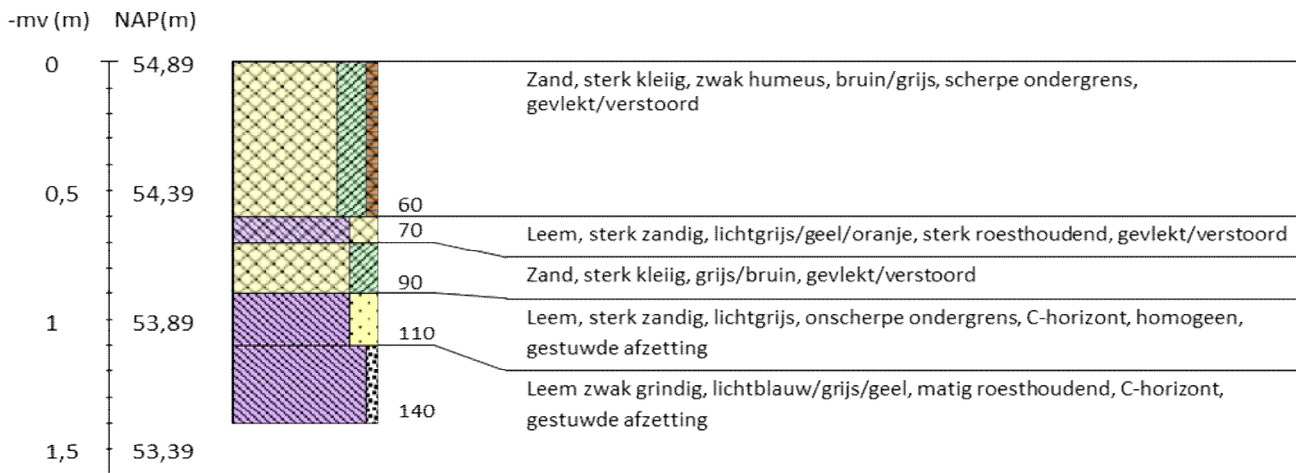 -mv (m) NAP(m)
0 54,89
Zand, sterk kleiig, zwak humeus, bruin/grijs, scherpe ondergrens,
gevlekt/verstoord
0,5 54,39
60
70
Leem, sterk zandig, lichtgrijs/geel/oranje, sterk roesthoudend, gevlekt/verstoord
Zand, sterk kleiig, grijs/bruin, gevlekt/verstoord
90
1 53,89
Leem, sterk zandig, lichtgrijs, onscherpe ondergrens, C-horizont, homogeen,
gestuwde afzetting
110
Leem zwak grindig, lichtblauw/grijs/geel, matig roesthoudend, C-horizont,
gestuwde afzetting
140
1,5 53,39